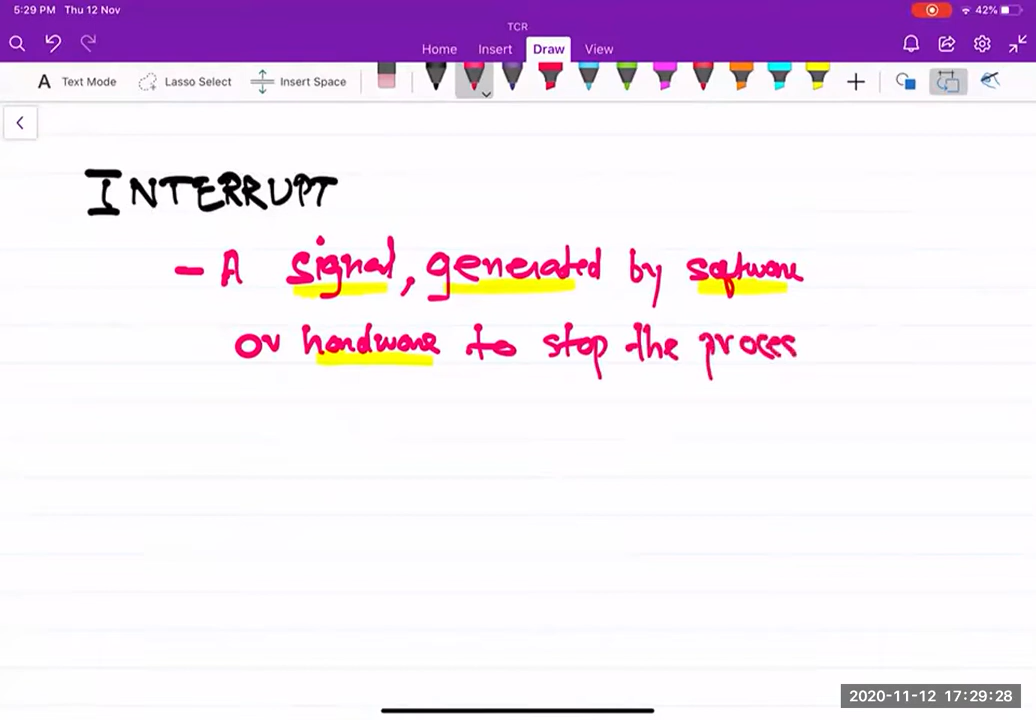 5:29 PM Thu 12 Nov
42%
TCR
Home Insert Draw View
A Text Mode Lasso Select Insert Space
INTERRUPT
- A signal, generated by software
or hardware to stop the process
2020-11-12 17:29:28